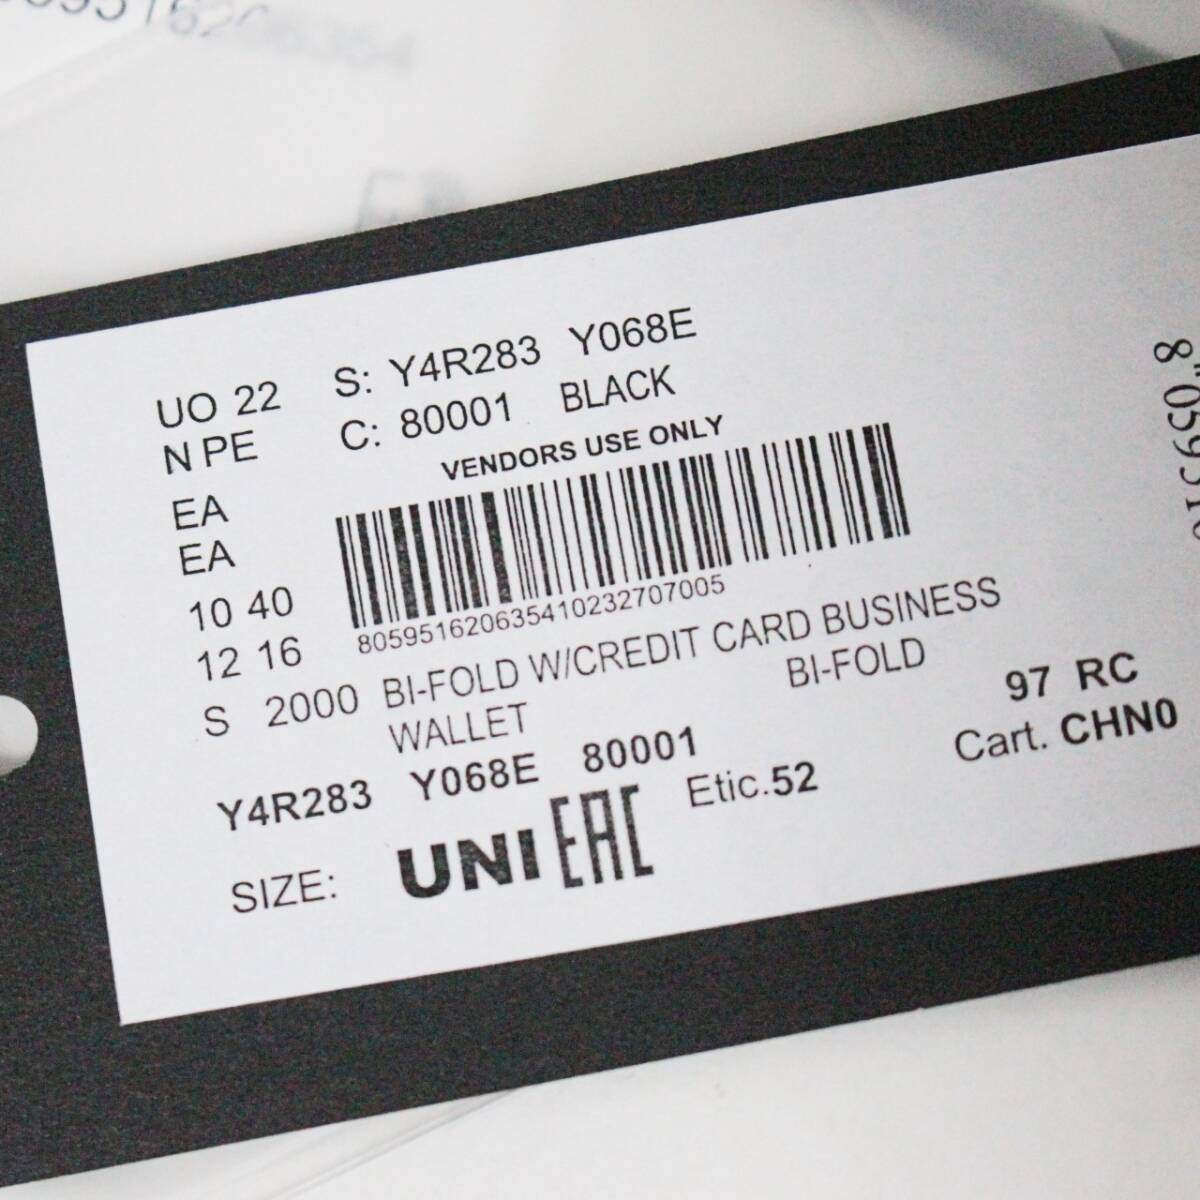 UO 22 S: Y4R283 Y068E
N PE C: 80001 BLACK
VENDORS USE ONLY
EA
EA
10 40
12 16
805951620635410232707005
S 2000 BI-FOLD W/CREDIT CARD BUSINESS
WALLET BI-FOLD
97 RC
Y4R283 Y068E 80001
Cart. CHN0
Etic.52
SIZE: UNI EAC